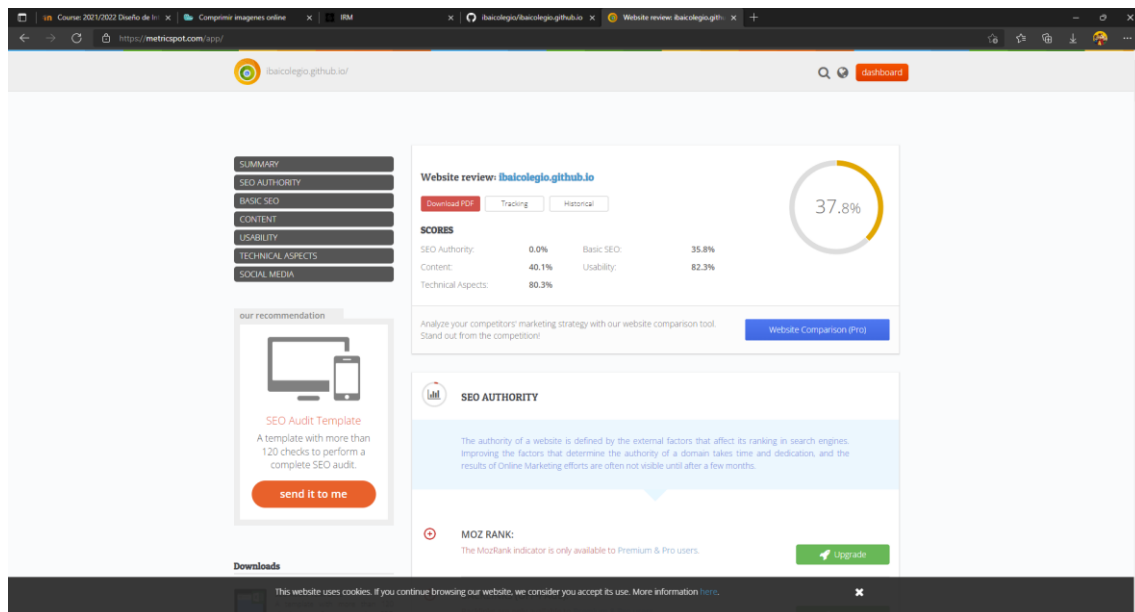 Course: 2021/2022 Diseño de Int
Comprimir imagenes online
IRM
ibaicolegio/ibaicolegio.github.io
Website review: ibaicolegio.gith
https://metricspot.com/app/
ibaicolegio.github.io/
dashboard
SUMMARY
SEO AUTHORITY
BASIC SEO
CONTENT
USABILITY
TECHNICAL ASPECTS
SOCIAL MEDIA
our recommendation
SEO Audit Template
A template with more than
120 checks to perform a
complete SEO audit.
send it to me
Downloads
Website review: ibaicolegio.github.io
Download PDF Tracking Historical
37.8%
SCORES
SEO Authority: 0.0% Basic SEO: 35.8%
Content: 40.1% Usability: 82.3%
Technical Aspects: 80.3%
Analyze your competitors' marketing strategy with our website comparison tool.
Stand out from the competition!
Website Comparison (Pro)
SEO AUTHORITY
The authority of a website is defined by the external factors that affect its ranking in search engines.
Improving the factors that determine the authority of a domain takes time and dedication, and the
results of Online Marketing efforts are often not visible until after a few months.
MOZ RANK:
The MozRank indicator is only available to Premium & Pro users.
Upgrade
This website uses cookies. If you continue browsing our website, we consider you accept its use. More information here.